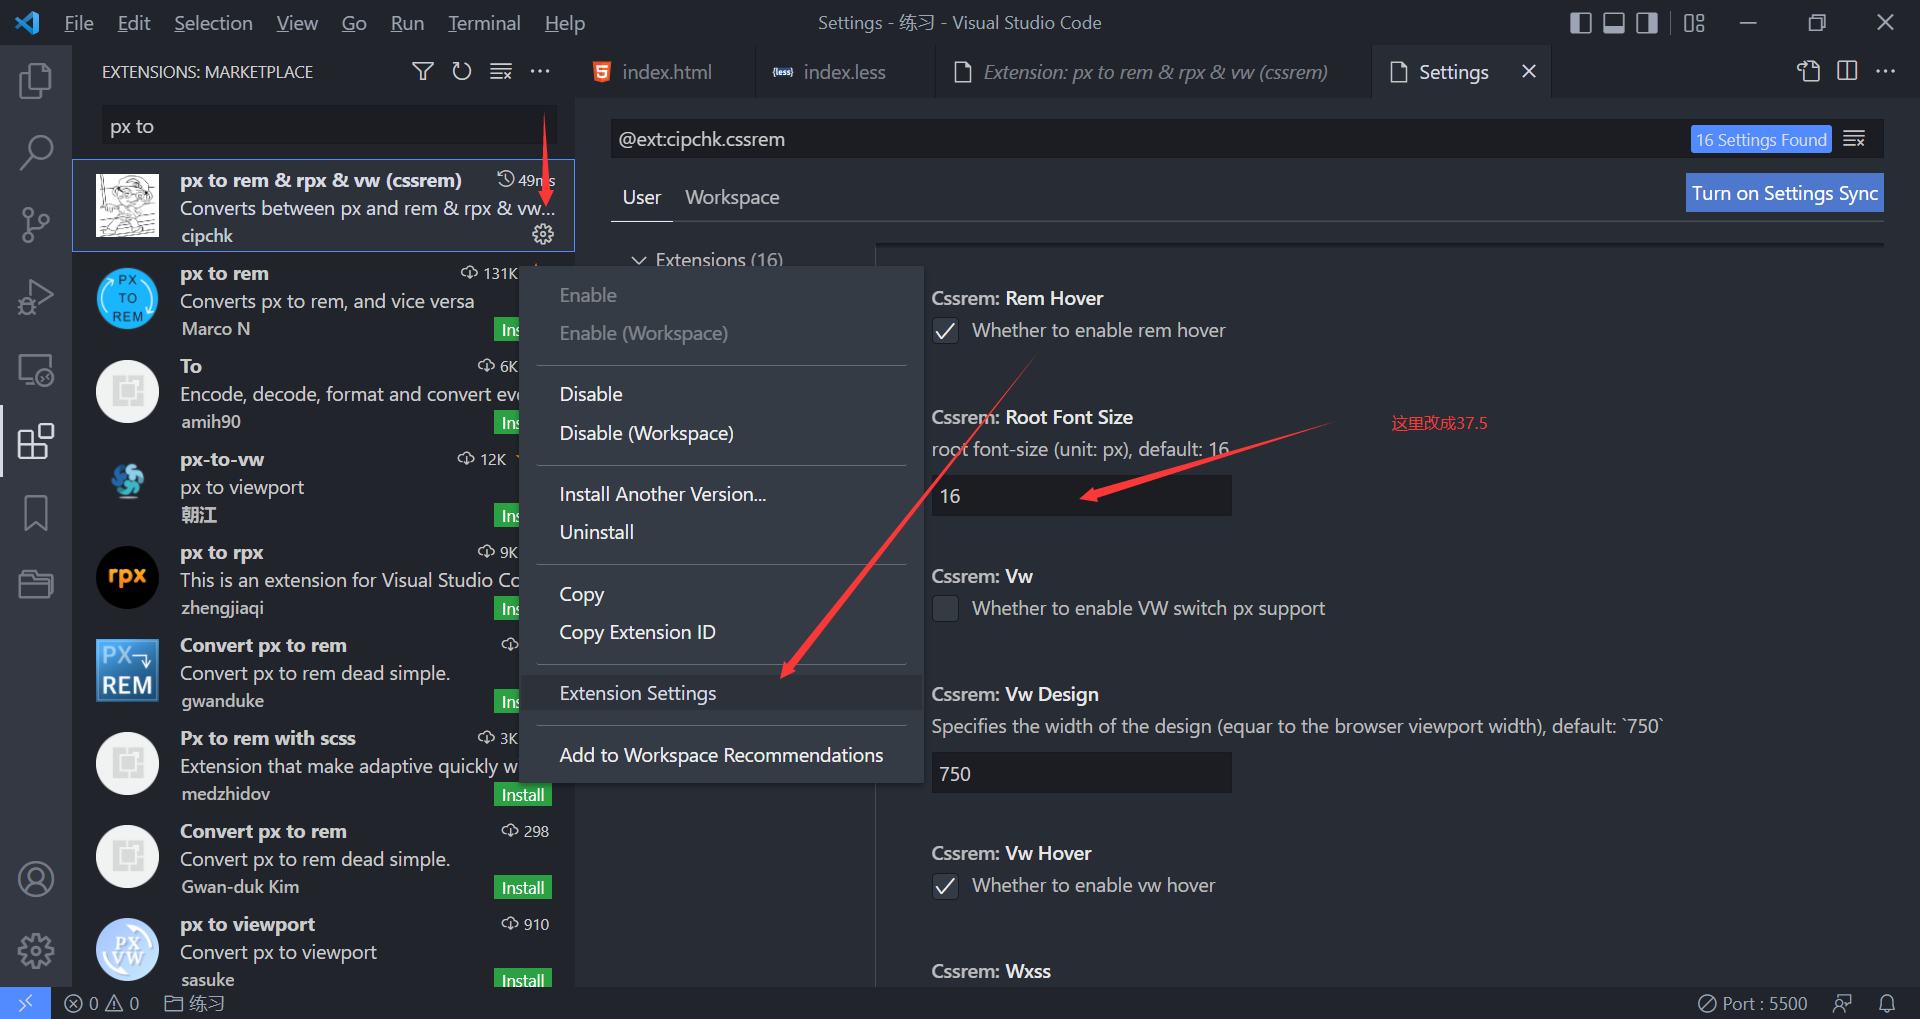 File Edit Selection View Go Run Terminal Help
Settings - 练习 - Visual Studio Code
EXTENSIONS: MARKETPLACE
px to
px to rem & rpx & vw (cssrem)
49ms
Converts between px and rem & rpx & vw...
cipchk
PX TO REM
px to rem
131K
Converts px to rem, and vice versa
Marco N
Ins
To
6K
Encode, decode, format and convert eve
amih90
Ins
px-to-vw
12K
px to viewport
朝江
Ins
rpx
px to rpx
9K
This is an extension for Visual Studio Co
zhengjiaqi
Ins
PX
REM
Convert px to rem
Convert px to rem dead simple.
gwanduke
Ins
Px to rem with scss
3K
Extension that make adaptive quickly w
medzhidov
Install
Convert px to rem
298
Convert px to rem dead simple.
Gwan-duk Kim
Install
PX
VW
px to viewport
910
Convert px to viewport
sasuke
Install
Enable
Enable (Workspace)
Disable
Disable (Workspace)
Install Another Version...
Uninstall
Copy
Copy Extension ID
Extension Settings
Add to Workspace Recommendations
index.html
{less} index.less
Extension: px to rem & rpx & vw (cssrem)
Settings
@ext:cipchk.cssrem
16 Settings Found
User
Workspace
Turn on Settings Sync
Extensions (16)
Cssrem: Rem Hover
Whether to enable rem hover
Cssrem: Root Font Size
root font-size (unit: px), default: 16
16
这里改成37.5
Cssrem: Vw
Whether to enable VW switch px support
Cssrem: Vw Design
Specifies the width of the design (equar to the browser viewport width), default: `750`
750
Cssrem: Vw Hover
Whether to enable vw hover
Cssrem: Wxss
0
0
练习
Port : 5500